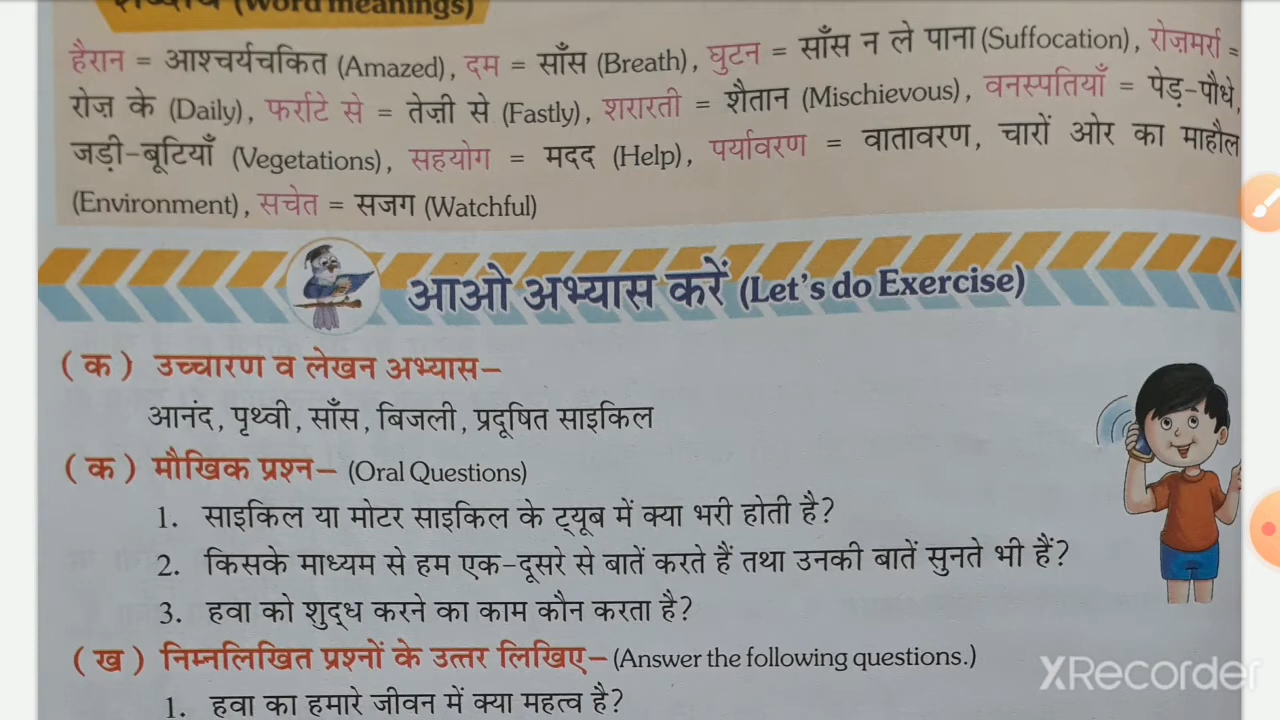 शब्दार्थ (Word meanings)
हैरान = आश्चर्यचकित (Amazed), दम = साँस (Breath), घुटन = साँस न ले पाना (Suffocation), रोज़मर्रा =
रोज़ के (Daily), फर्राटे से = तेज़ी से (Fastly), शरारती = शैतान (Mischievous), वनस्पतियाँ = पेड़-पौधे,
जड़ी-बूटियाँ (Vegetations), सहयोग = मदद (Help), पर्यावरण = वातावरण, चारों ओर का माहौल
(Environment), सचेत = सजग (Watchful)
आओ अभ्यास करें (Let's do Exercise)
( क ) उच्चारण व लेखन अभ्यास–
आनंद, पृथ्वी, साँस, बिजली, प्रदूषित साइकिल
( क ) मौखिक प्रश्न– (Oral Questions)
1. साइकिल या मोटर साइकिल के ट्यूब में क्या भरी होती है?
2. किसके माध्यम से हम एक-दूसरे से बातें करते हैं तथा उनकी बातें सुनते भी हैं?
3. हवा को शुद्ध करने का काम कौन करता है?
( ख ) निम्नलिखित प्रश्नों के उत्तर लिखिए– (Answer the following questions.)
1. हवा का हमारे जीवन में क्या महत्व है?
XRecorder